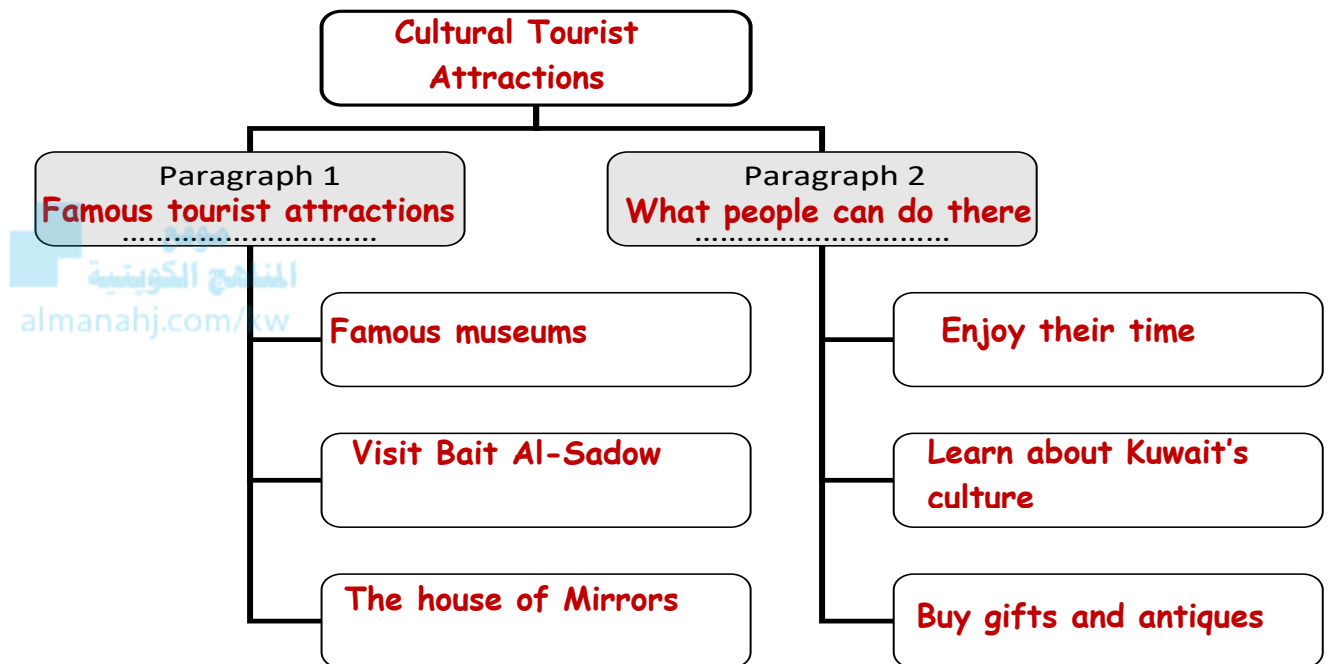 Cultural Tourist
Attractions
Paragraph 1
Famous tourist attractions
............................
Paragraph 2
What people can do there
............................
موقع
المناهج الكويتية
almanahj.com/kw
Famous museums
Visit Bait Al-Sadow
The house of Mirrors
Enjoy their time
Learn about Kuwait's
culture
Buy gifts and antiques